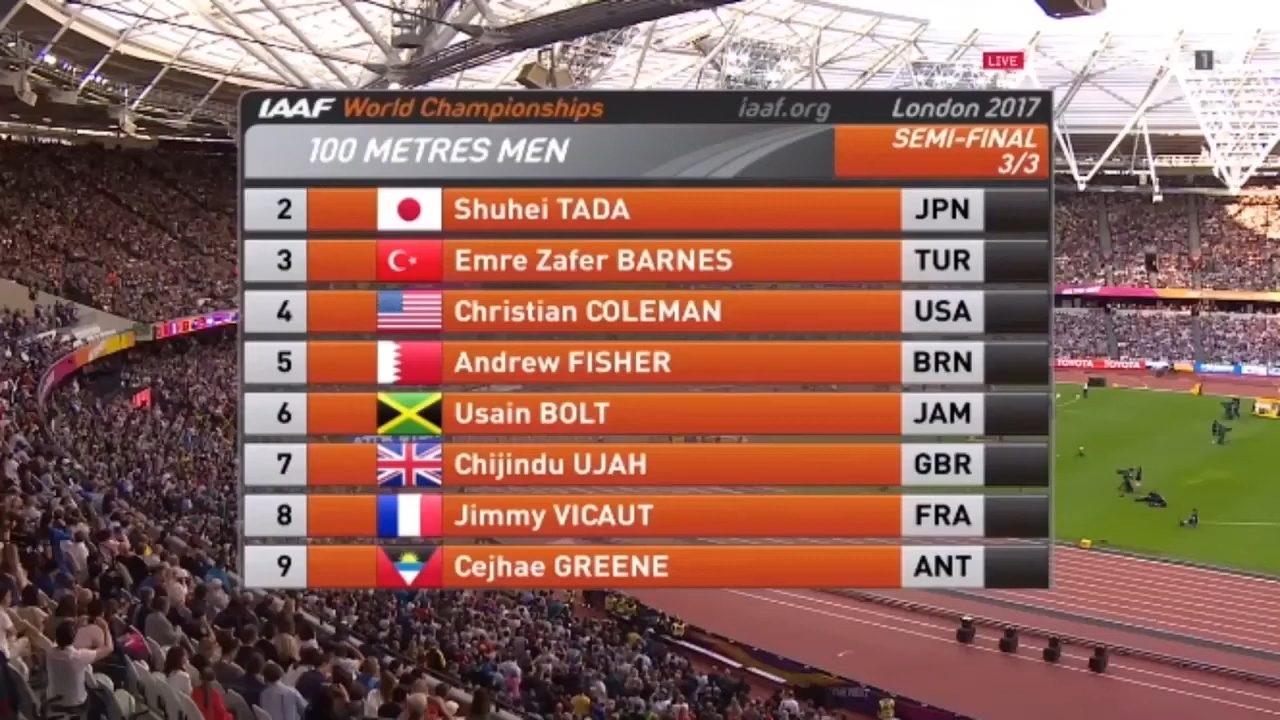 LIVE
1
IAAF World Championships iaaf.org London 2017
100 METRES MEN SEMI-FINAL 3/3
2 Shuhei TADA JPN
3 Emre Zafer BARNES TUR
4 Christian COLEMAN USA
5 Andrew FISHER BRN
6 Usain BOLT JAM
7 Chijindu UJAH GBR
8 Jimmy VICAUT FRA
9 Cejhae GREENE ANT
TOYOTA TOYOTA